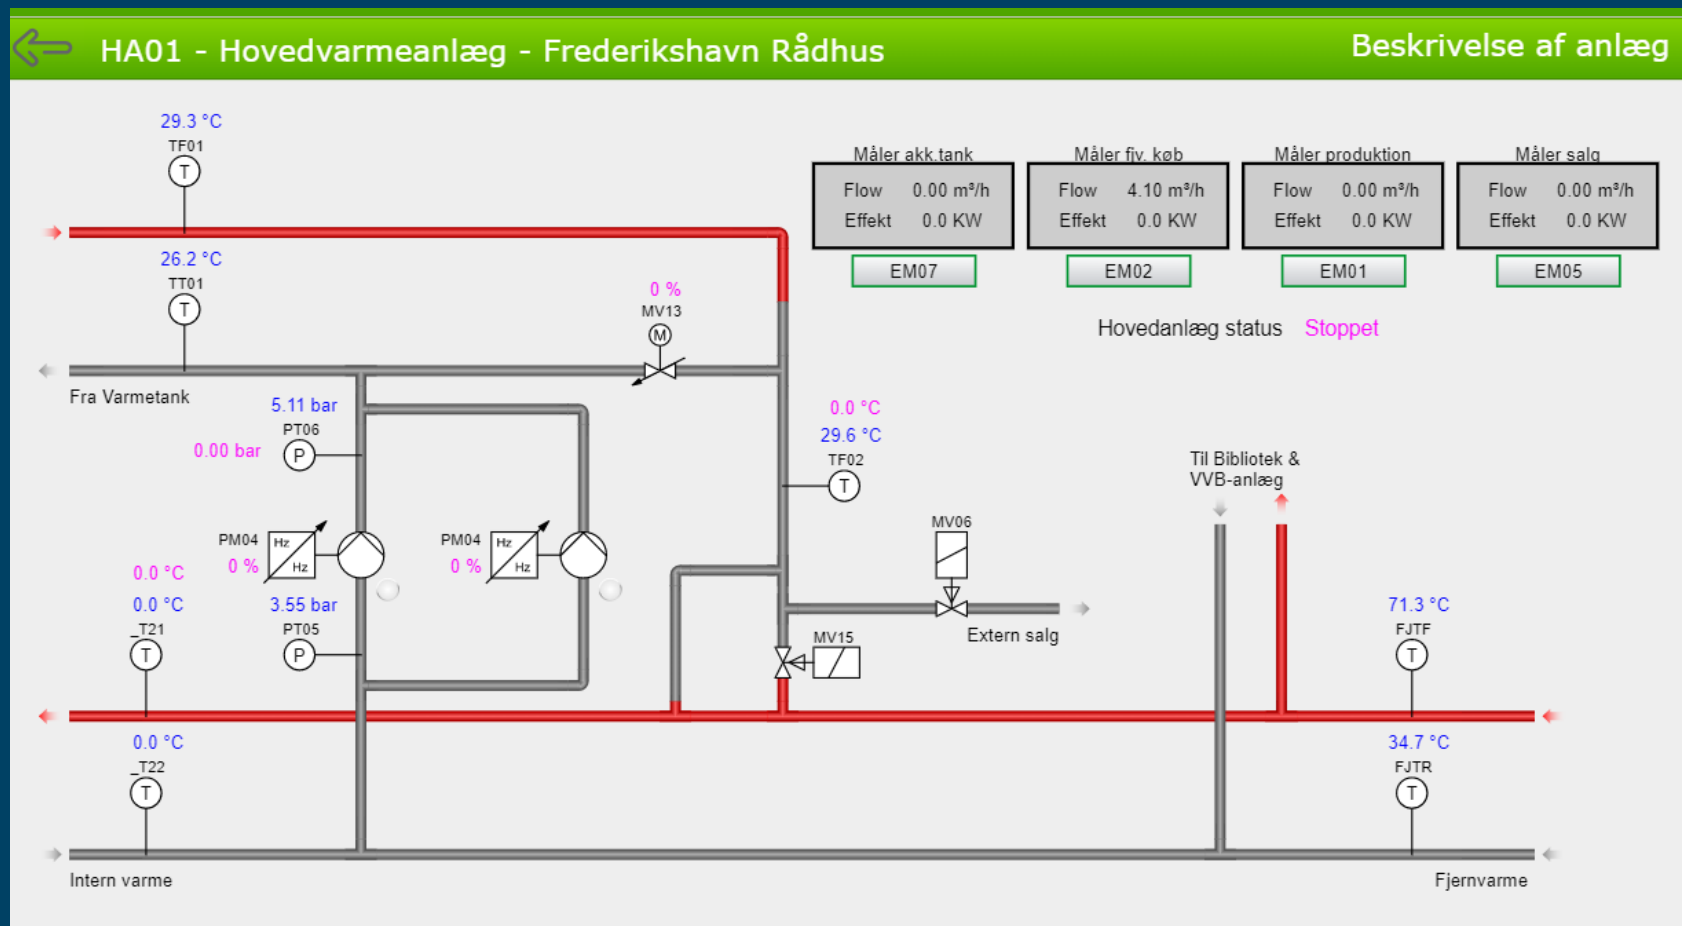 HA01 - Hovedvarmeanlæg - Frederikshavn Rådhus
Beskrivelse af anlæg
29.3 °C
TF01
T
26.2 °C
TT01
T
Fra Varmetank
0 %
MV13
M
Måler akk.tank
Flow 0.00 m³/h
Effekt 0.0 KW
EM07
Måler fjv. køb
Flow 4.10 m³/h
Effekt 0.0 KW
EM02
Måler produktion
Flow 0.00 m³/h
Effekt 0.0 KW
EM01
Måler salg
Flow 0.00 m³/h
Effekt 0.0 KW
EM05
Hovedanlæg status Stoppet
5.11 bar
PT06
0.00 bar
P
0.0 °C
29.6 °C
TF02
T
Til Bibliotek &
VVB-anlæg
PM04
0 %
Hz
Hz
PM04
0 %
Hz
Hz
MV06
Extern salg
MV15
3.55 bar
PT05
P
0.0 °C
0.0 °C
_T21
T
0.0 °C
_T22
T
Intern varme
71.3 °C
FJTF
T
34.7 °C
FJTR
T
Fjernvarme